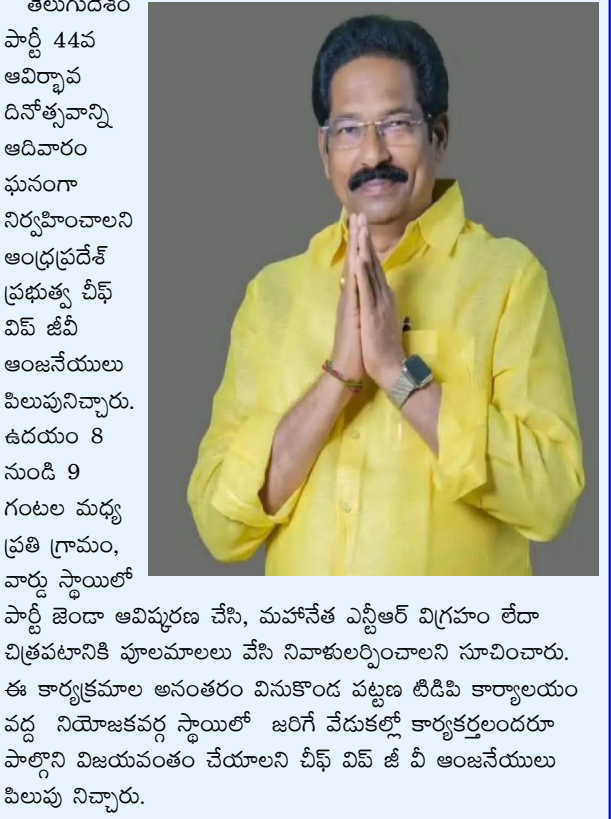 తెలుగుదేశం
పార్టీ 44వ
ఆవిర్భావ
దినోత్సవాన్ని
ఆదివారం
ఘనంగా
నిర్వహించాలని
ఆంధ్రప్రదేశ్
ప్రభుత్వ చీఫ్
విప్ జీవీ
ఆంజనేయులు
పిలుపునిచ్చారు.
ఉదయం 8
నుండి 9
గంటల మధ్య
ప్రతి గ్రామం,
వార్డు స్థాయిలో
పార్టీ జెండా ఆవిష్కరణ చేసి, మహానేత ఎన్టీఆర్ విగ్రహం లేదా
చిత్రపటానికి పూలమాలలు వేసి నివాళులర్పించాలని సూచించారు.
ఈ కార్యక్రమాల అనంతరం వినుకొండ పట్టణ టిడిపి కార్యాలయం
వద్ద నియోజకవర్గ స్థాయిలో జరిగే వేడుకల్లో కార్యకర్తలందరూ
పాల్గొని విజయవంతం చేయాలని చీఫ్ విప్ జీ వీ ఆంజనేయులు
పిలుపు నిచ్చారు.